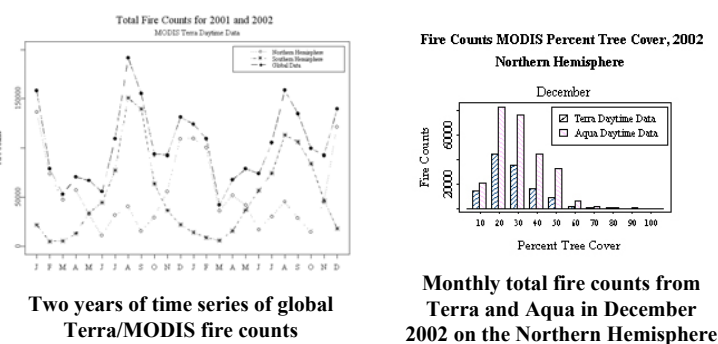 Total Fire Counts for 2001 and 2002
MODIS Terra Daytime Data
Northern Hemisphere
Southern Hemisphere
Global Data
150000
50000
0
J F M A M J J A S O N D J F M A M J J A S O N D
Two years of time series of global
Terra/MODIS fire counts
Fire Counts MODIS Percent Tree Cover, 2002
Northern Hemisphere
December
Terra Daytime Data
Aqua Daytime Data
Fire Counts
60000
20000
10 20 30 40 50 60 70 80 90 100
Percent Tree Cover
Monthly total fire counts from
Terra and Aqua in December
2002 on the Northern Hemisphere